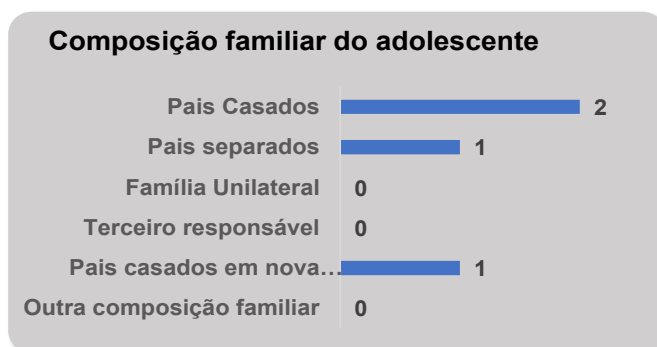 Composição familiar do adolescente
Pais Casados 2
Pais separados 1
Família Unilateral 0
Terceiro responsável 0
Pais casados em nova… 1
Outra composição familiar 0